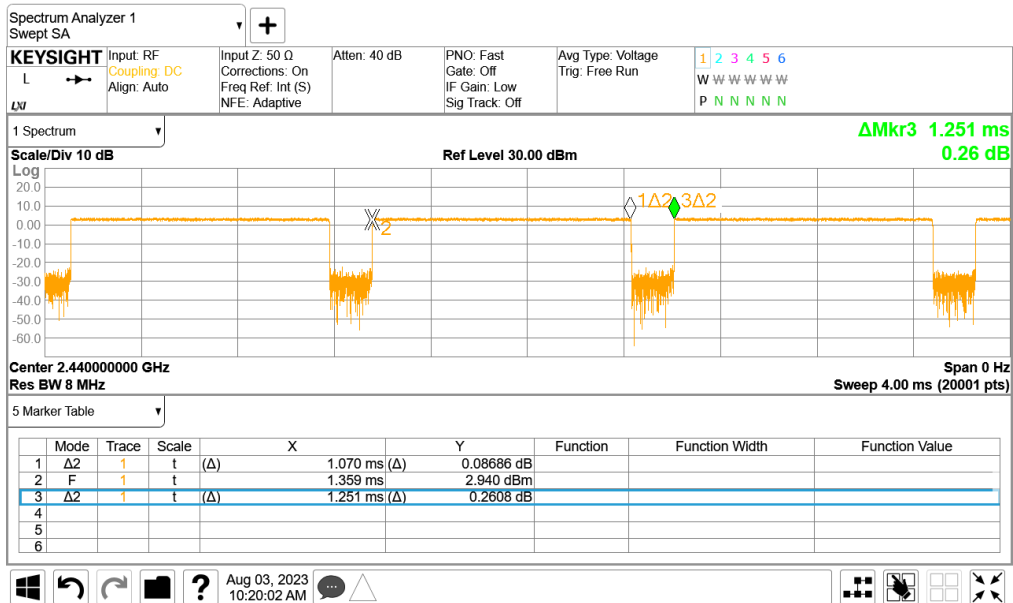 Spectrum Analyzer 1
Swept SA
+
KEYSIGHT Input: RF Input Z: 50 Ω Atten: 40 dB PNO: Fast Avg Type: Voltage 1 2 3 4 5 6
L Coupling: DC Corrections: On Gate: Off Trig: Free Run W W W W W W
Align: Auto Freq Ref: Int (S) IF Gain: Low P N N N N N
LXI NFE: Adaptive Sig Track: Off
1 Spectrum ΔMkr3 1.251 ms
Scale/Div 10 dB Ref Level 30.00 dBm 0.26 dB
Log
20.0
10.0 1Δ2 3Δ2
0.00 2
-10.0
-20.0
-30.0
-40.0
-50.0
-60.0
Center 2.440000000 GHz Span 0 Hz
Res BW 8 MHz Sweep 4.00 ms (20001 pts)
5 Marker Table
Mode Trace Scale X Y Function Function Width Function Value
1 Δ2 1 t (Δ) 1.070 ms (Δ) 0.08686 dB
2 F 1 t 1.359 ms 2.940 dBm
3 Δ2 1 t (Δ) 1.251 ms (Δ) 0.2608 dB
4
5
6
? Aug 03, 2023
10:20:02 AM